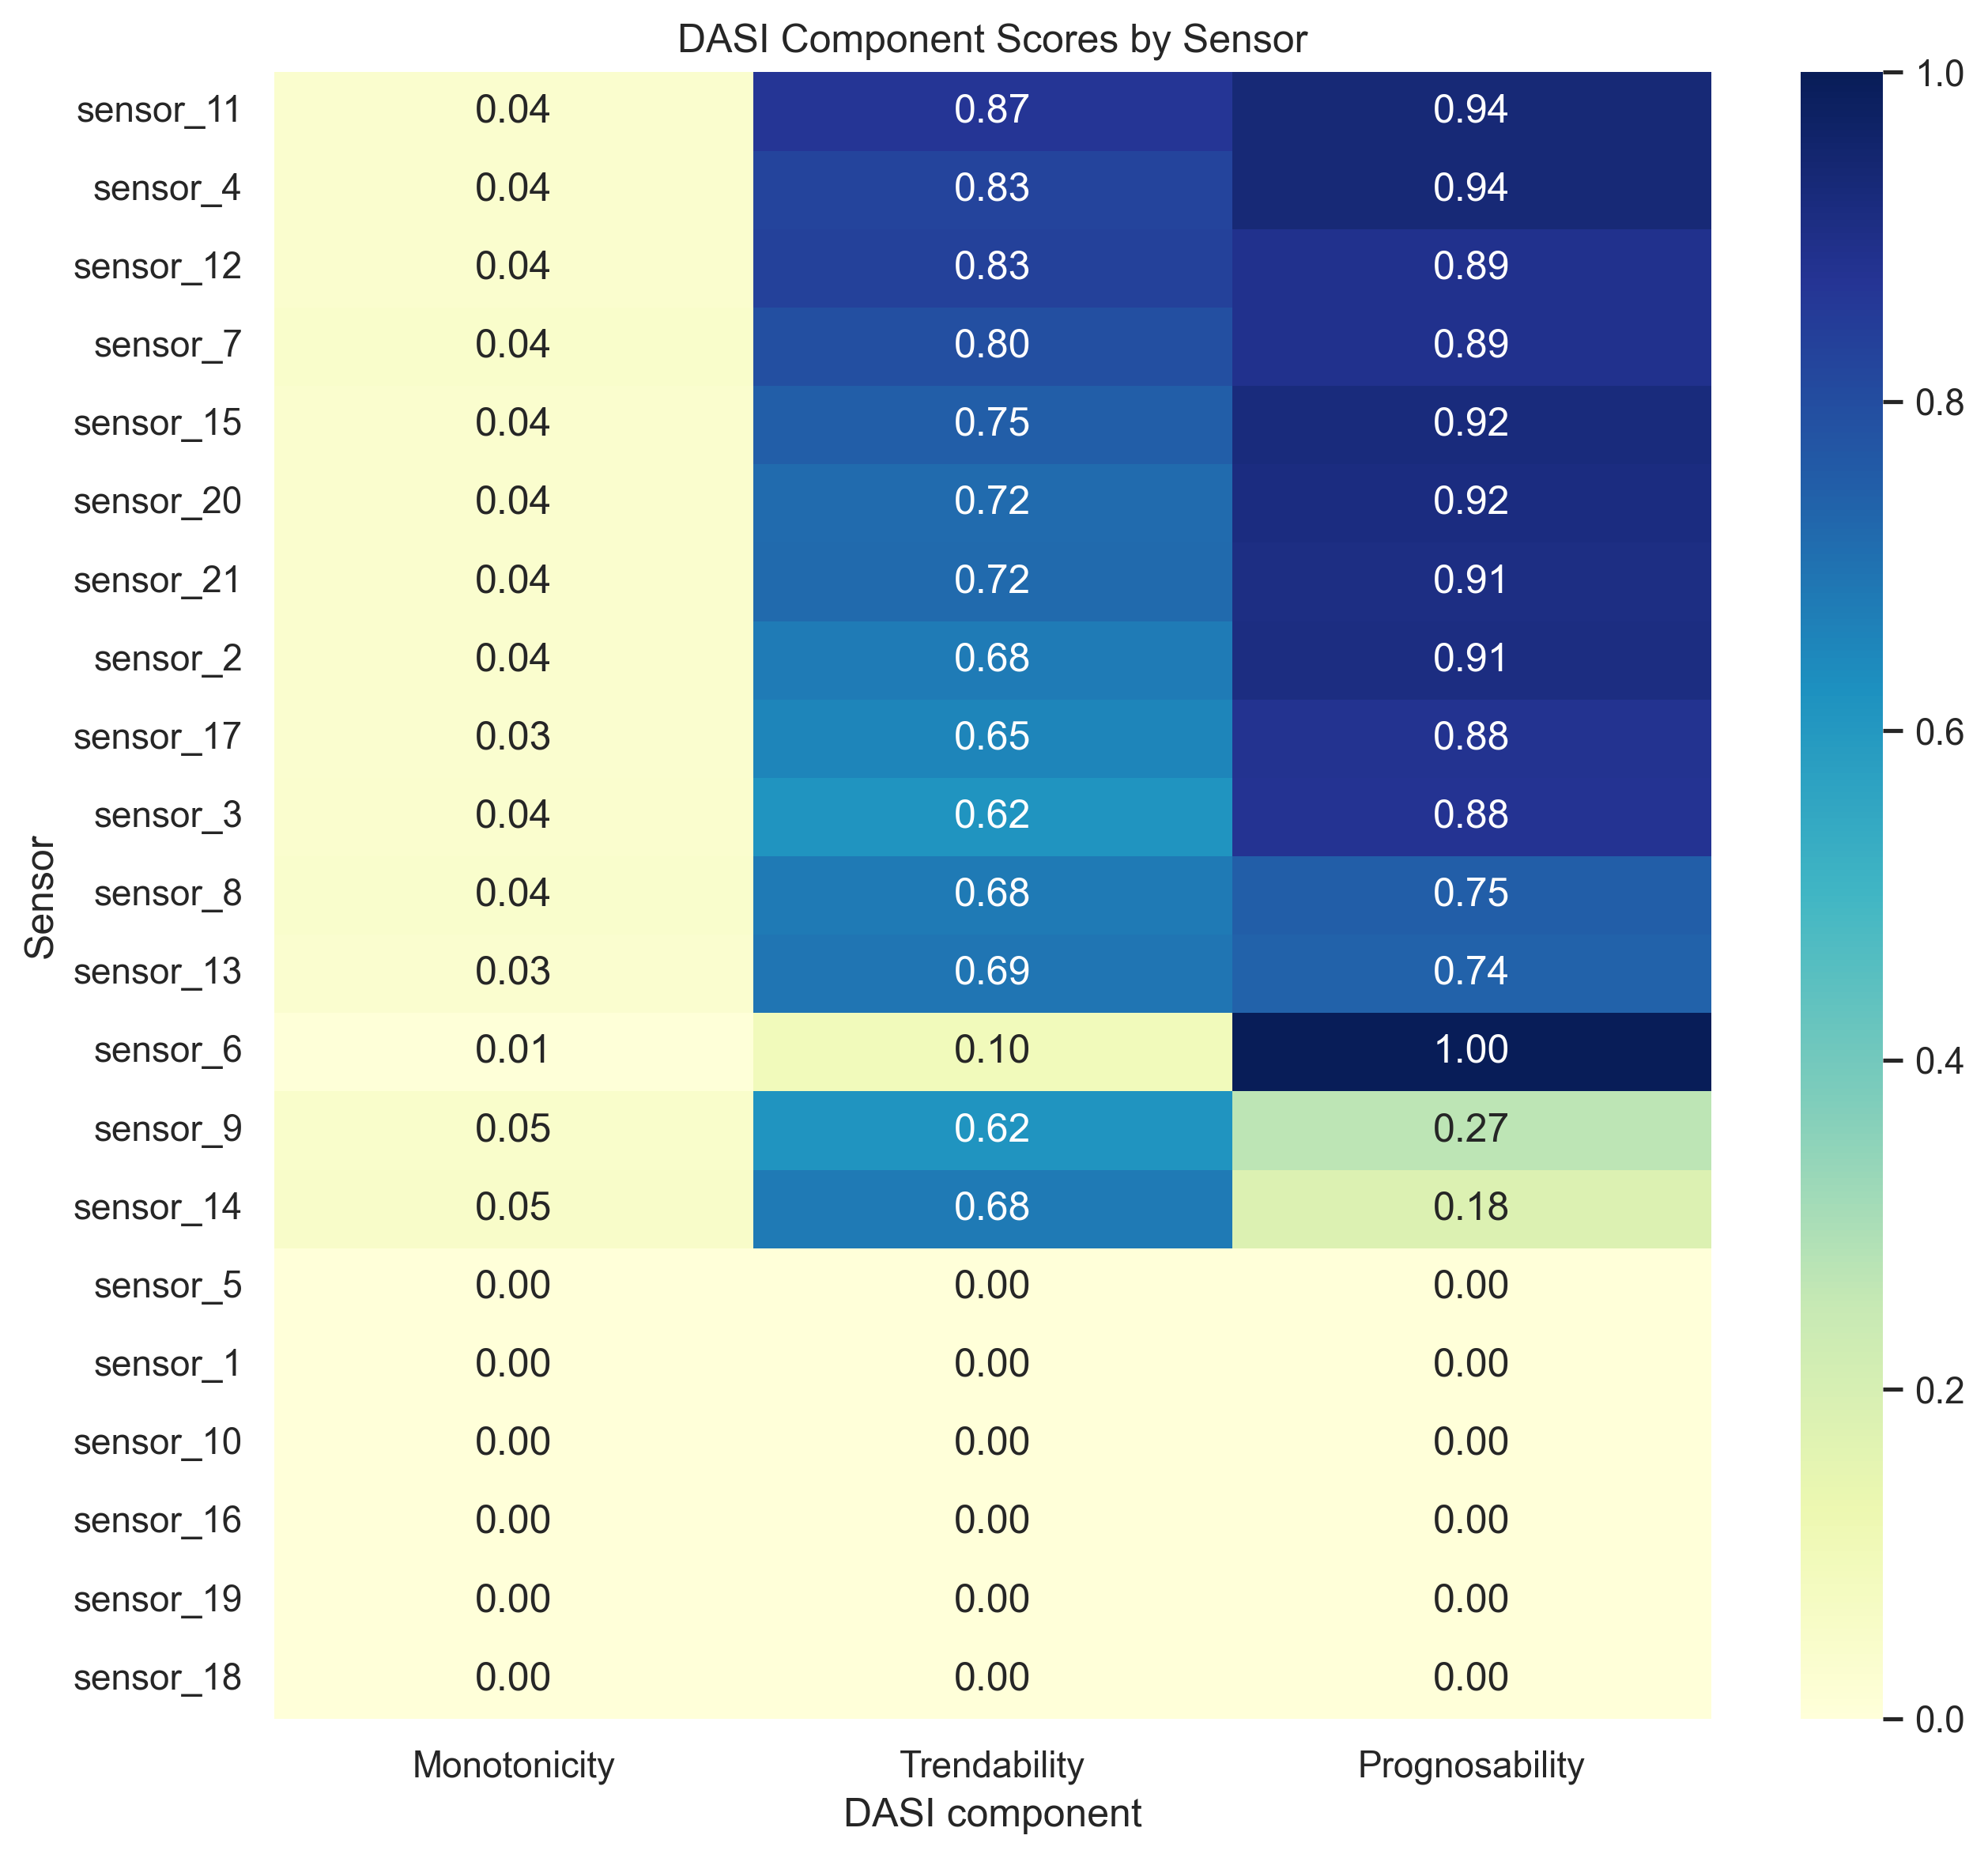 DASI Component Scores by Sensor
sensor_11 0.04 0.87 0.94
sensor_4 0.04 0.83 0.94
sensor_12 0.04 0.83 0.89
sensor_7 0.04 0.80 0.89
sensor_15 0.04 0.75 0.92
sensor_20 0.04 0.72 0.92
sensor_21 0.04 0.72 0.91
sensor_2 0.04 0.68 0.91
sensor_17 0.03 0.65 0.88
sensor_3 0.04 0.62 0.88
sensor_8 0.04 0.68 0.75
sensor_13 0.03 0.69 0.74
sensor_6 0.01 0.10 1.00
sensor_9 0.05 0.62 0.27
sensor_14 0.05 0.68 0.18
sensor_5 0.00 0.00 0.00
sensor_1 0.00 0.00 0.00
sensor_10 0.00 0.00 0.00
sensor_16 0.00 0.00 0.00
sensor_19 0.00 0.00 0.00
sensor_18 0.00 0.00 0.00
Sensor
Monotonicity Trendability Prognosability
DASI component
1.0
0.8
0.6
0.4
0.2
0.0